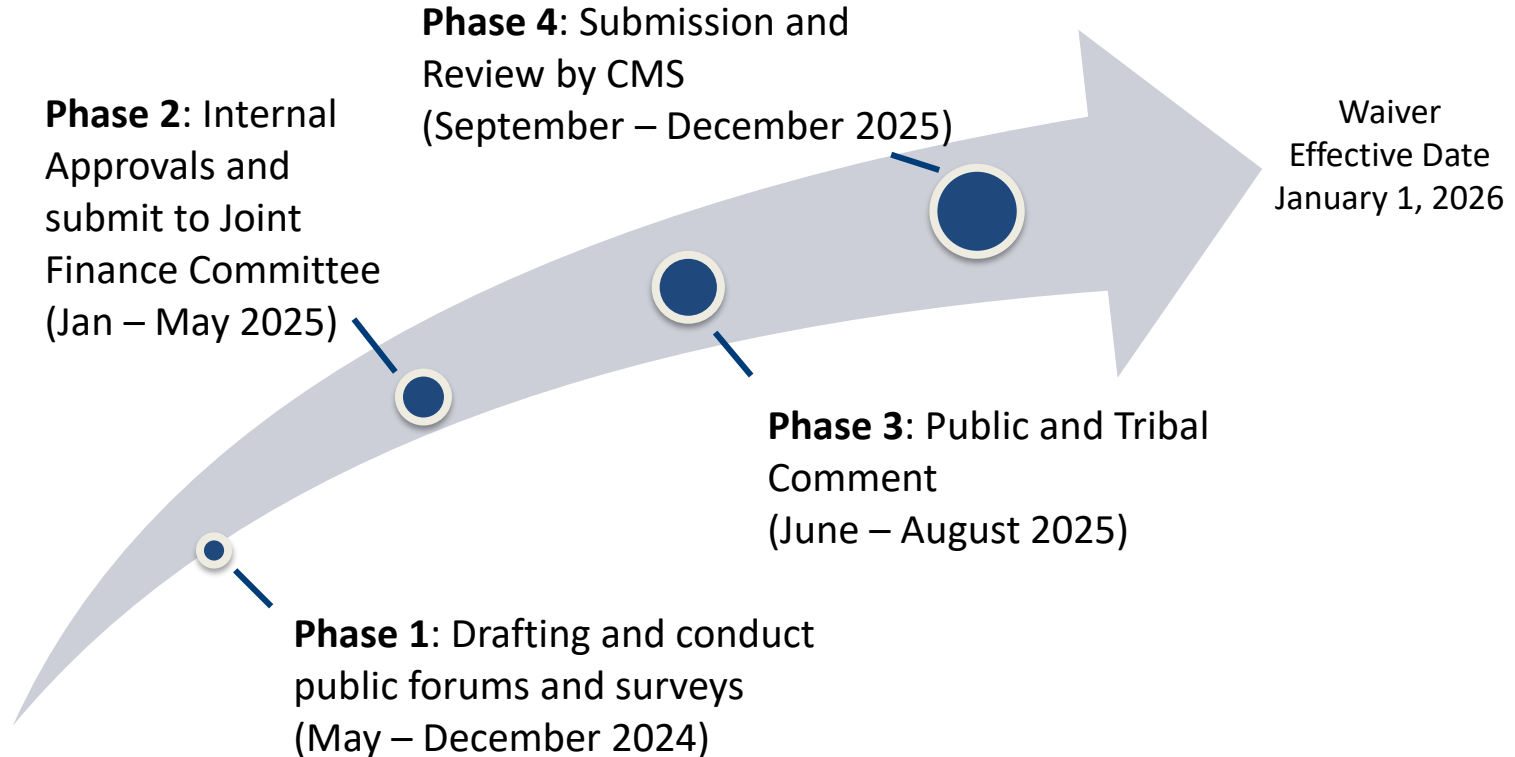 Phase 4: Submission and
Review by CMS
(September – December 2025)
Phase 2: Internal
Approvals and
submit to Joint
Finance Committee
(Jan – May 2025)
Waiver
Effective Date
January 1, 2026
Phase 3: Public and Tribal
Comment
(June – August 2025)
Phase 1: Drafting and conduct
public forums and surveys
(May – December 2024)